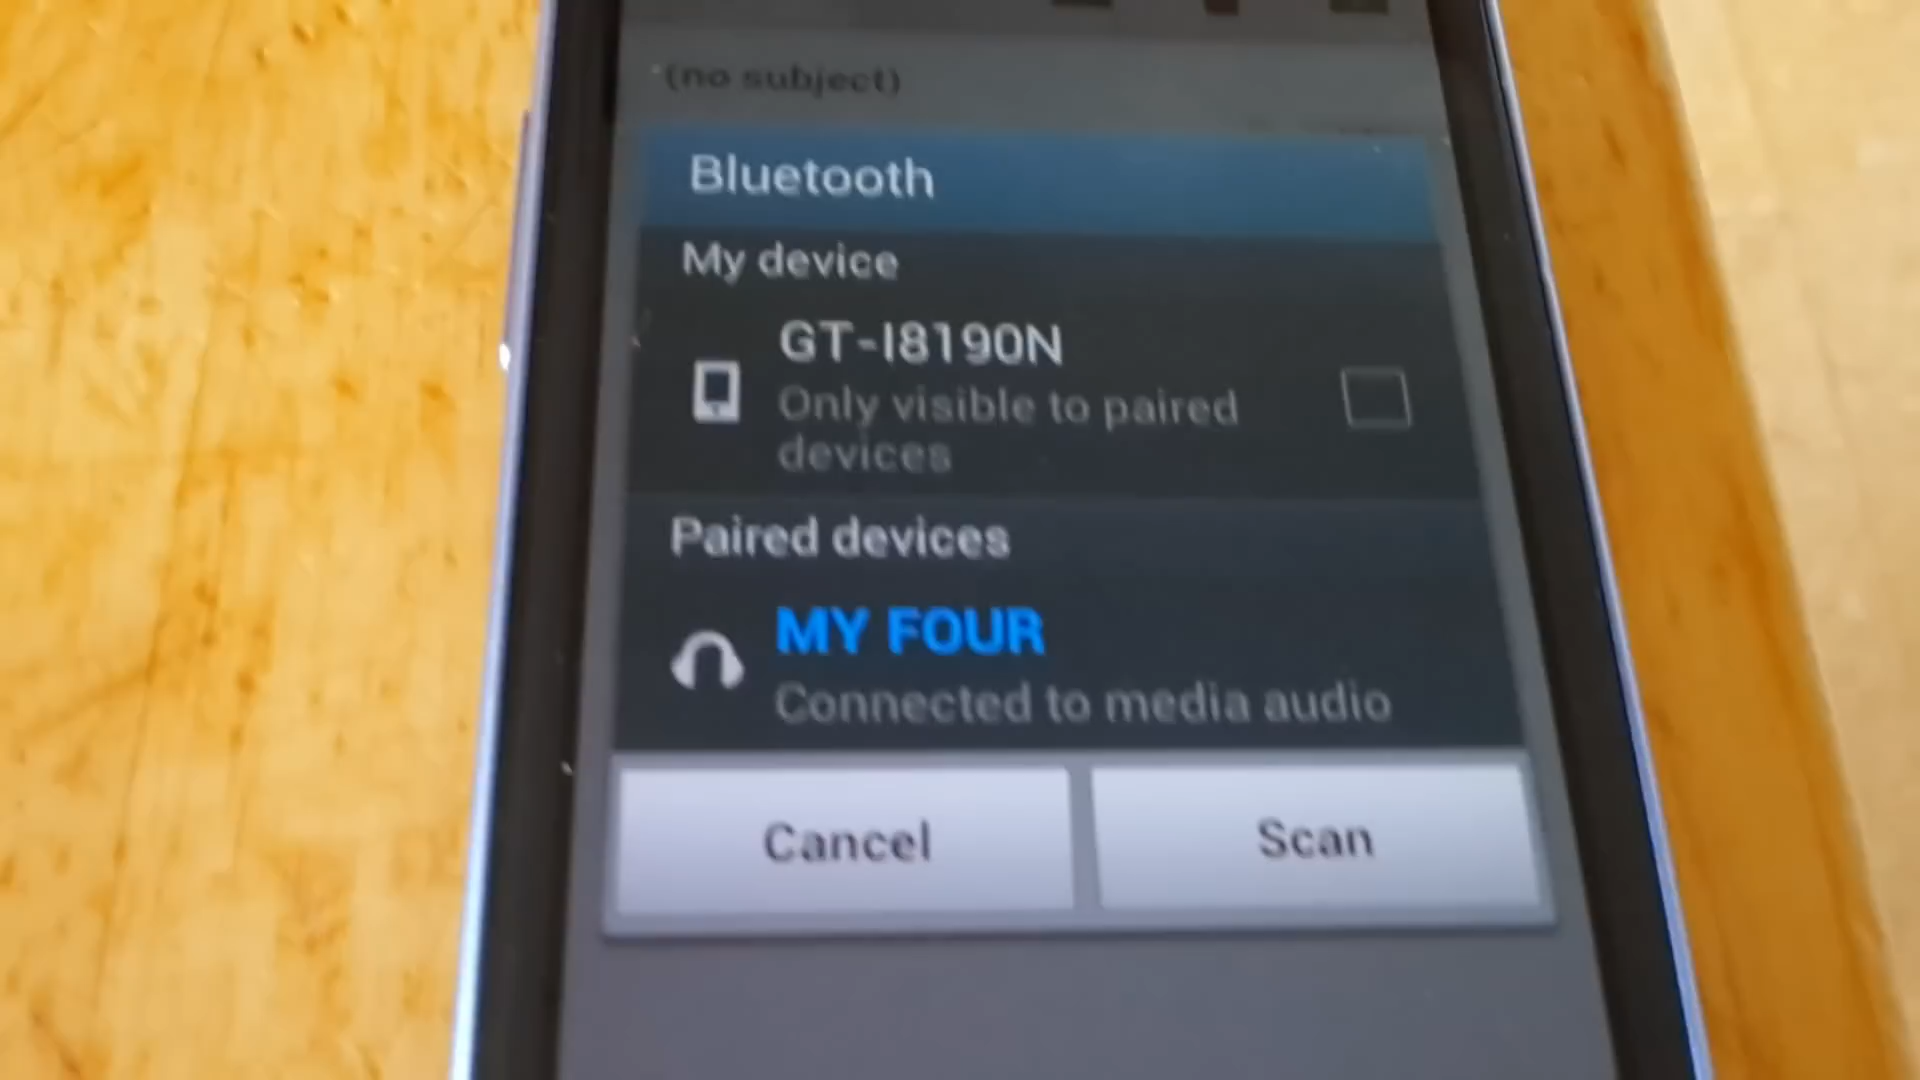 (no subject)
Bluetooth
My device
GT-I8190N
Only visible to paired
devices
Paired devices
MY FOUR
Connected to media audio
Cancel
Scan